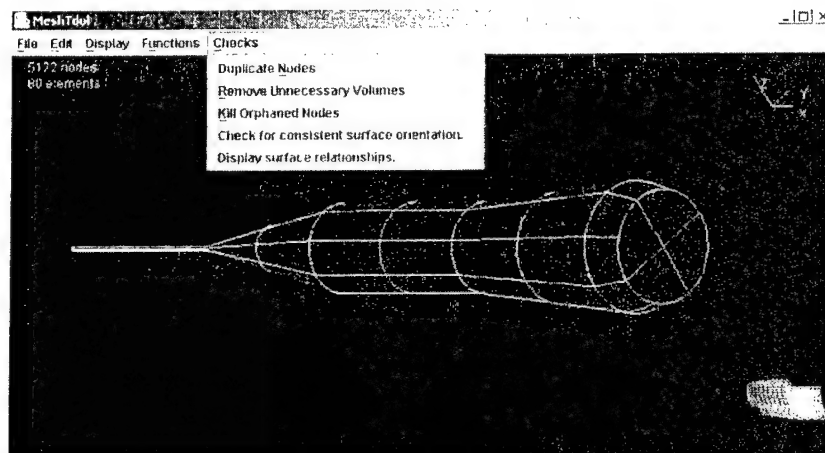 MeshTool
File Edit Display Functions Checks
5122 nodes
80 elements
Duplicate Nodes
Remove Unnecessary Volumes
Kill Orphaned Nodes
Check for consistent surface orientation.
Display surface relationships.
Z Y
X